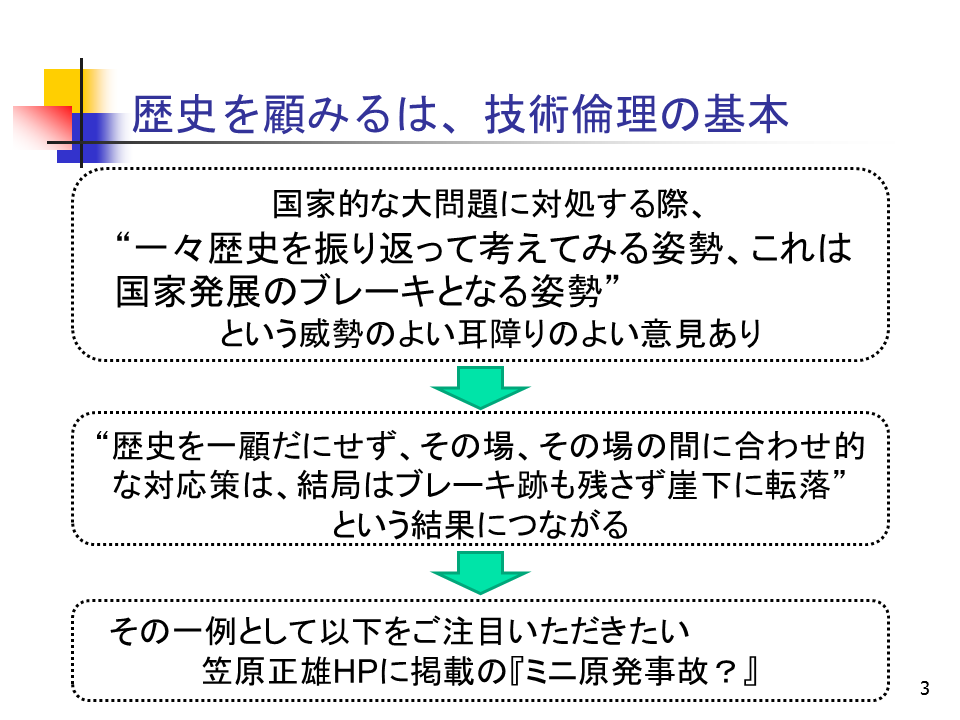 歴史を顧みるは、技術倫理の基本
国家的な大問題に対処する際、
“一々歴史を振り返って考えてみる姿勢、これは
国家発展のブレーキとなる姿勢”
という威勢のよい耳障りのよい意見あり
“歴史を一顧だにせず、その場、その場の間に合わせ的
な対応策は、結局はブレーキ跡も残さず崖下に転落”
という結果につながる
その一例として以下をご注目いただきたい
笠原正雄HPに掲載の『ミニ原発事故？』
3